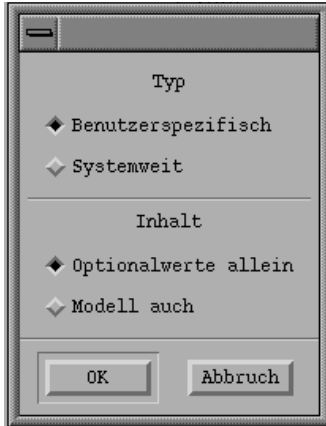 Typ
Benutzerspezifisch
Systemweit
Inhalt
Optionalwerte allein
Modell auch
OK Abbruch